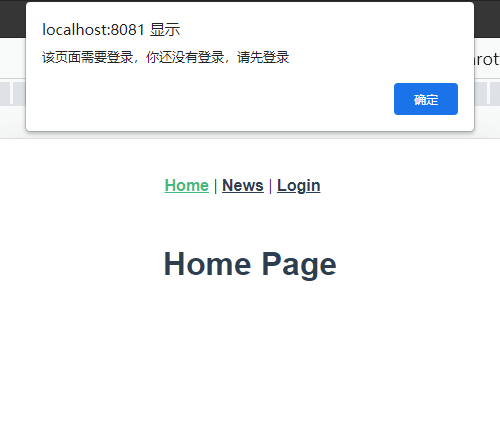 localhost:8081 显示
该页面需要登录，你还没有登录，请先登录
确定
Home | News | Login
Home Page